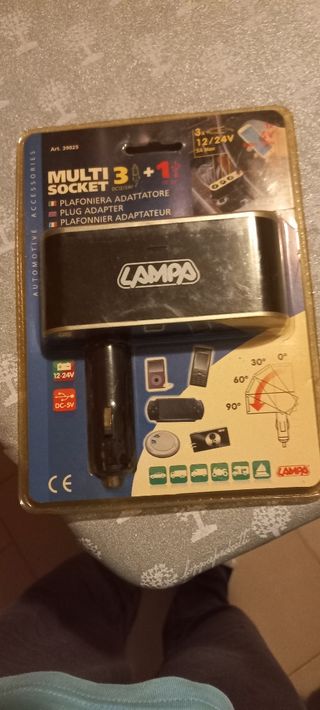 Art. 39025
MULTI 3 +1
SOCKET
PLAFONIERA ADATTATORE
PLUG ADAPTER
PLAFONNIER ADAPTATEUR
3x
12/24V
AUTOMOTIVE ACCESSORIES
LAMPA
12-24V
DC-5V
30° 0°
60°
90°
CE
LAMPA